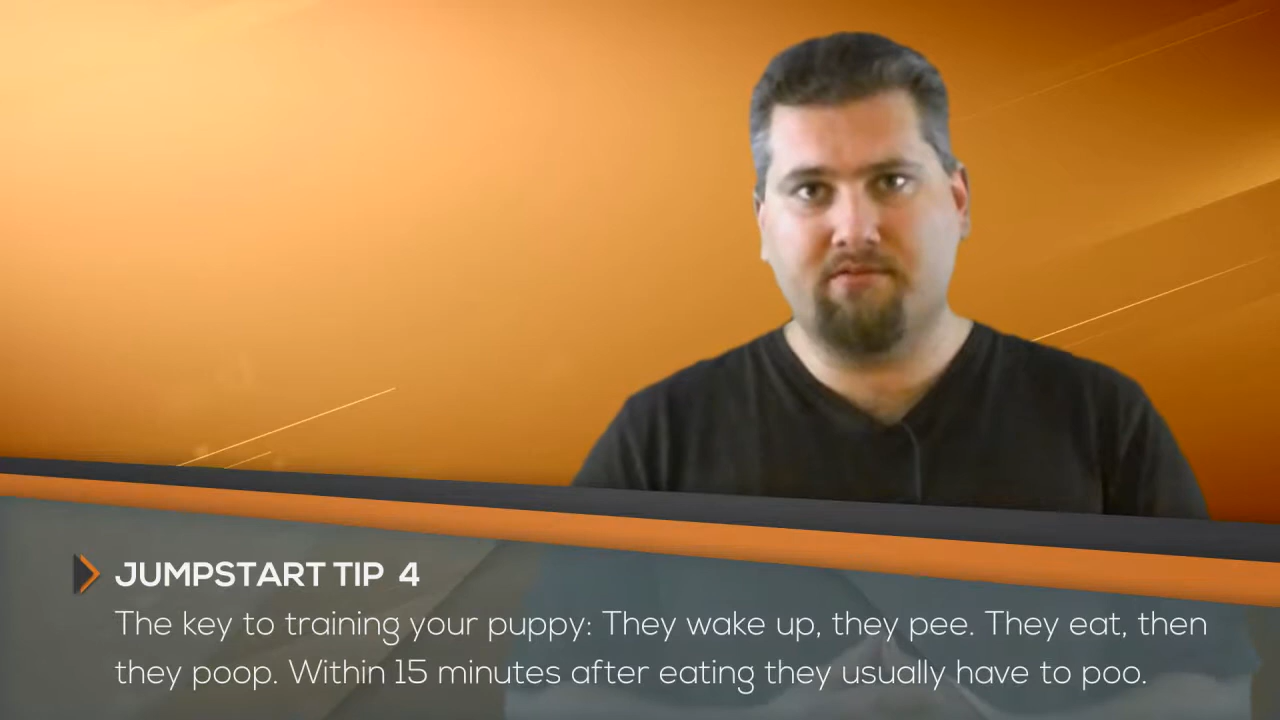 JUMPSTART TIP 4
The key to training your puppy: They wake up, they pee. They eat, then
they poop. Within 15 minutes after eating they usually have to poo.